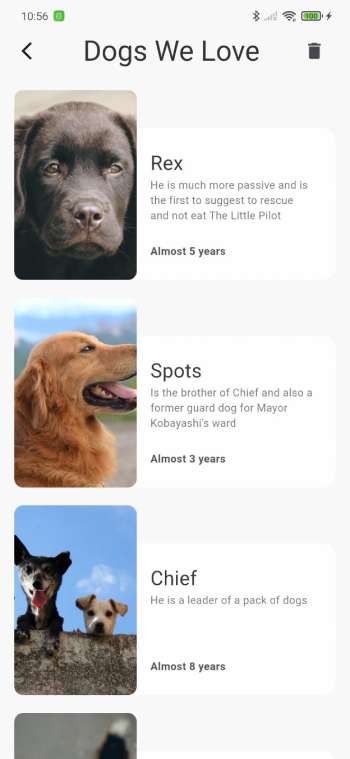 10:56
100
Dogs We Love
Rex
He is much more passive and is
the first to suggest to rescue
and not eat The Little Pilot
Almost 5 years
Spots
Is the brother of Chief and also a
former guard dog for Mayor
Kobayashi's ward
Almost 3 years
Chief
He is a leader of a pack of dogs
Almost 8 years